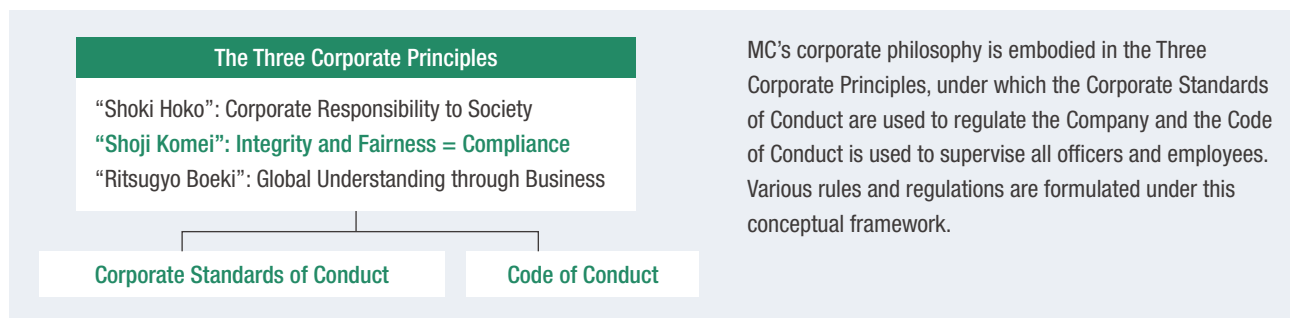 The Three Corporate Principles
“Shoki Hoko”: Corporate Responsibility to Society
“Shoji Komei”: Integrity and Fairness = Compliance
“Ritsugyo Boeki”: Global Understanding through Business
Corporate Standards of Conduct
Code of Conduct
MC’s corporate philosophy is embodied in the Three
Corporate Principles, under which the Corporate Standards
of Conduct are used to regulate the Company and the Code
of Conduct is used to supervise all officers and employees.
Various rules and regulations are formulated under this
conceptual framework.